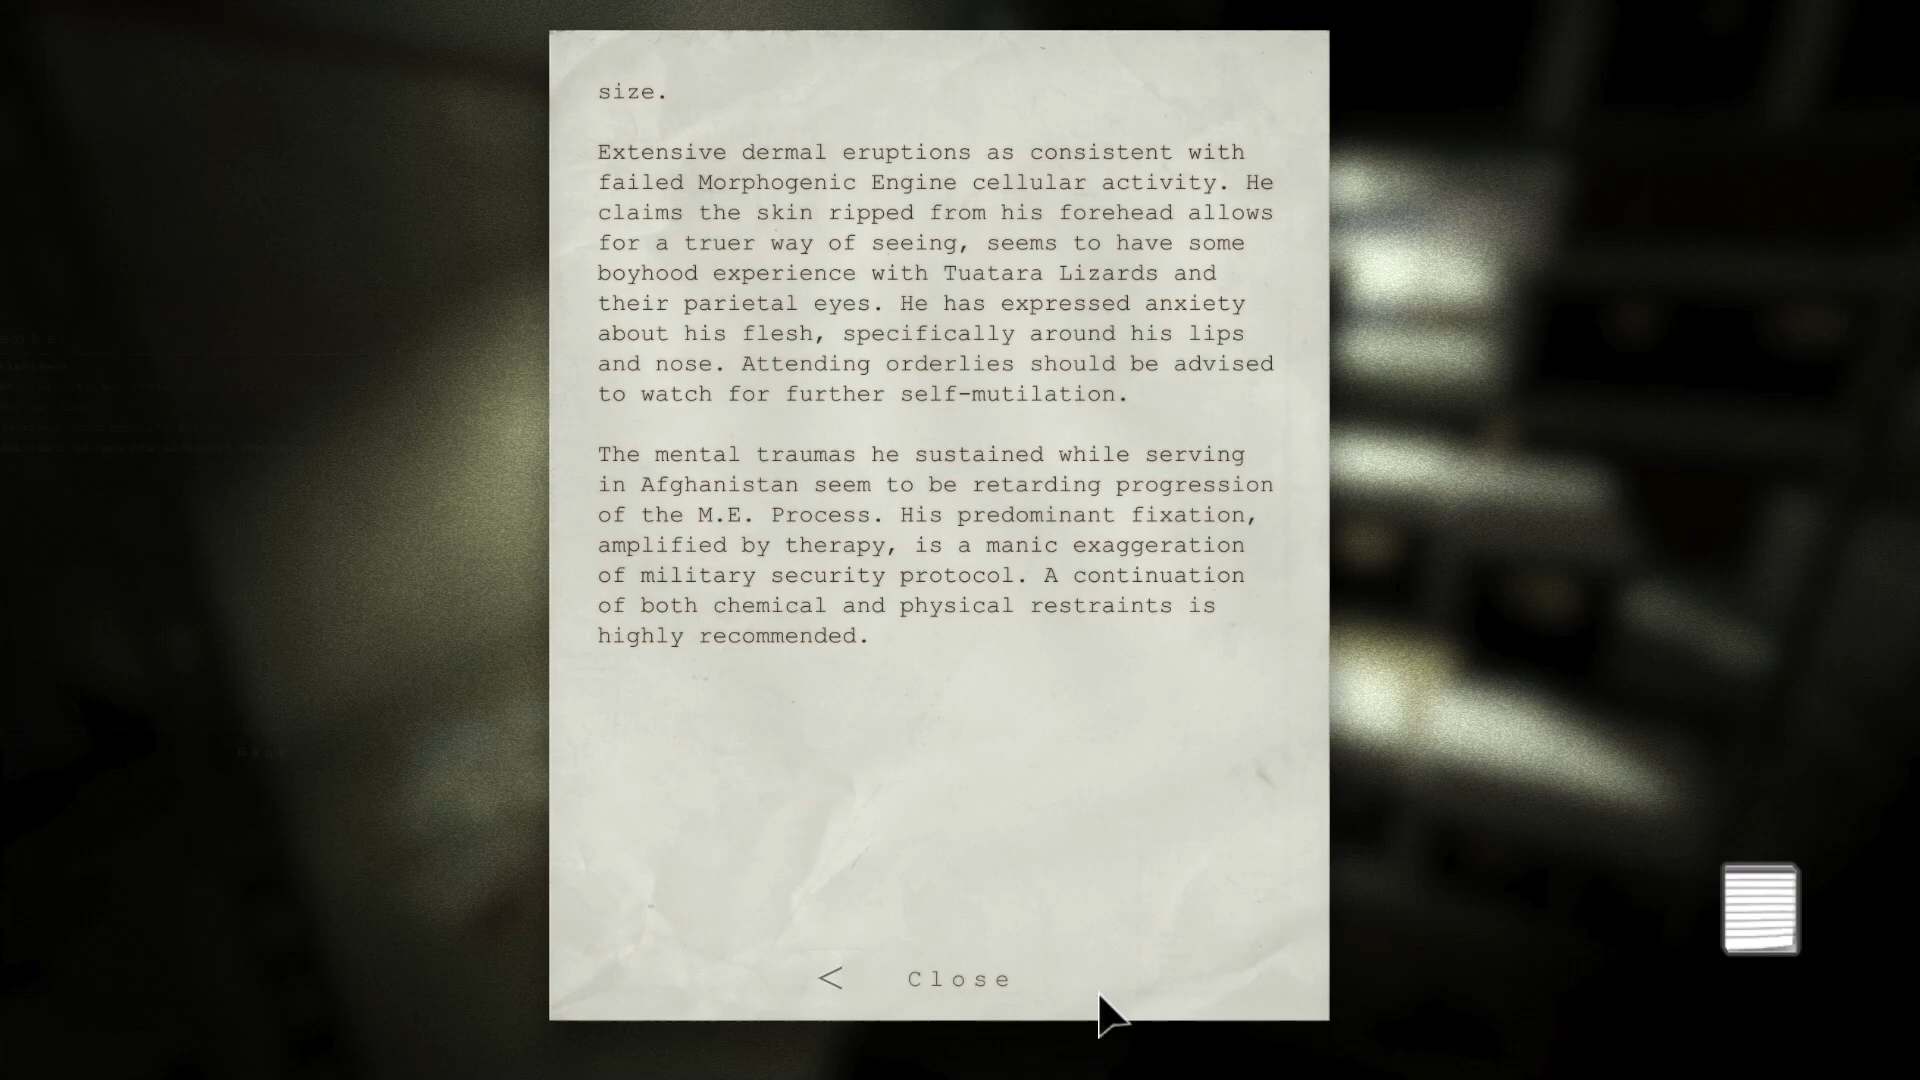 size.
Extensive dermal eruptions as consistent with
failed Morphogenic Engine cellular activity. He
claims the skin ripped from his forehead allows
for a truer way of seeing, seems to have some
boyhood experience with Tuatara Lizards and
their parietal eyes. He has expressed anxiety
about his flesh, specifically around his lips
and nose. Attending orderlies should be advised
to watch for further self-mutilation.
The mental traumas he sustained while serving
in Afghanistan seem to be retarding progression
of the M.E. Process. His predominant fixation,
amplified by therapy, is a manic exaggeration
of military security protocol. A continuation
of both chemical and physical restraints is
highly recommended.
< Close
Back